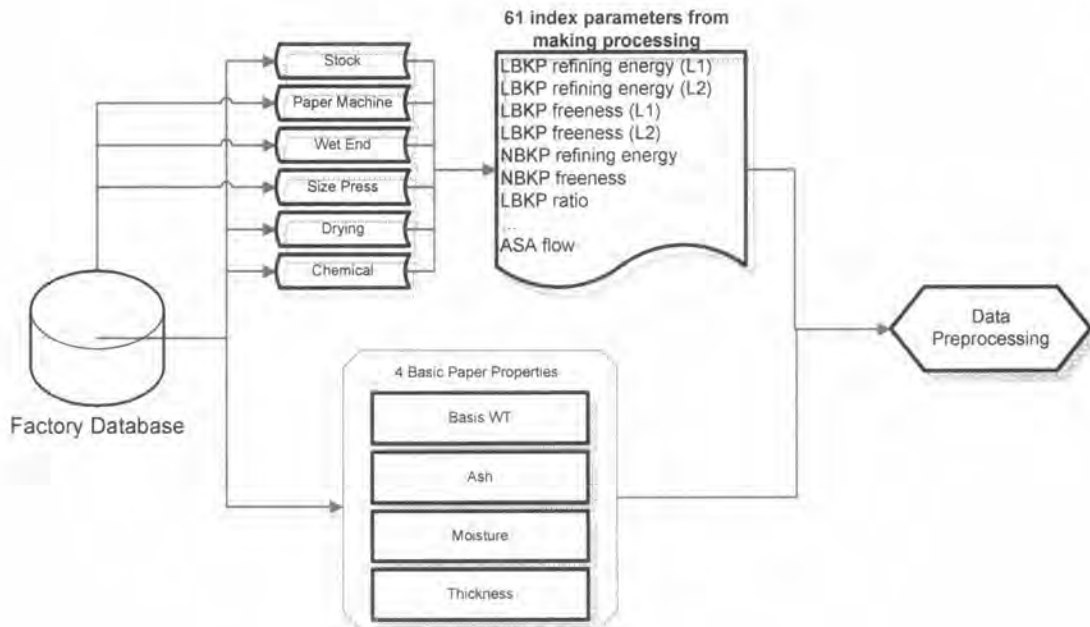 61 index parameters from
making processing
Stock
Paper Machine
Wet End
Size Press
Drying
Chemical
LBKP refining energy (L1)
LBKP refining energy (L2)
LBKP freeness (L1)
LBKP freeness (L2)
NBKP refining energy
NBKP freeness
LBKP ratio
...
ASA flow
Factory Database
4 Basic Paper Properties
Basis WT
Ash
Moisture
Thickness
Data
Preprocessing